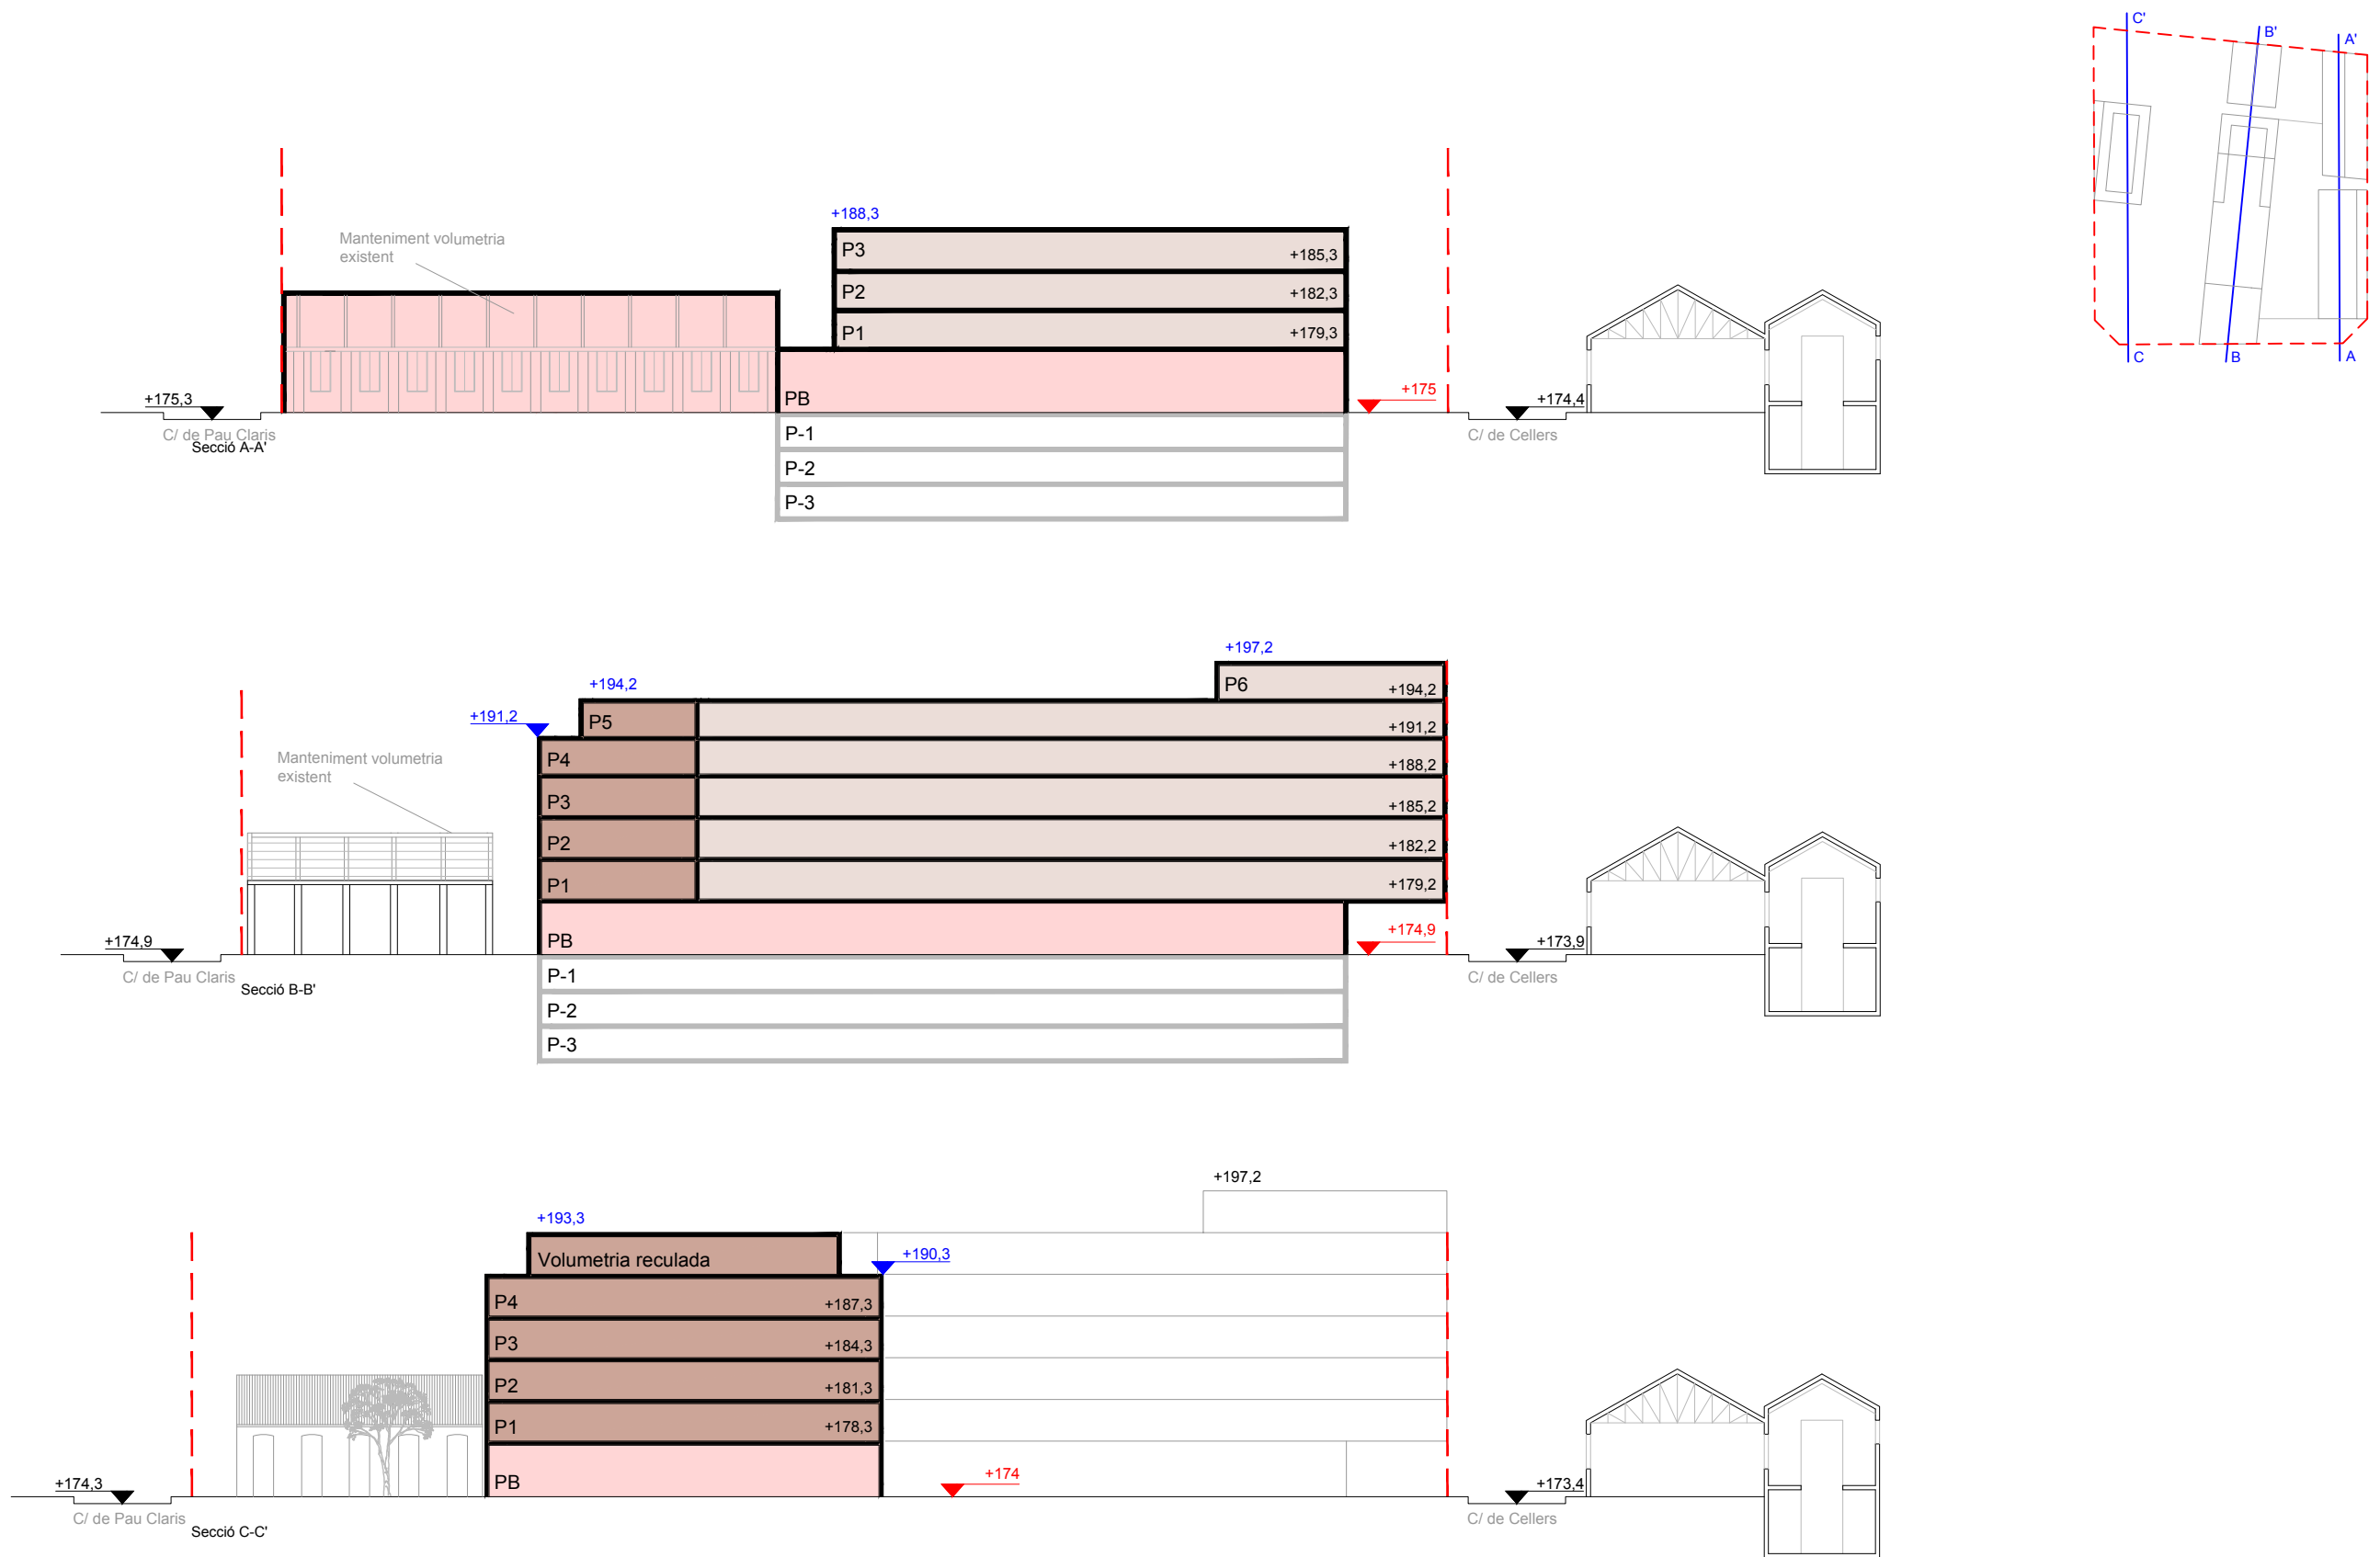 C'
B'
A'
C
B
A
+188,3
Manteniment volumetria
existent
P3
+185,3
P2
+182,3
P1
+179,3
+175,3
PB
+175
+174,4
C/ de Pau Claris
Secció A-A'
P-1
C/ de Cellers
P-2
P-3
+197,2
+194,2
P6
+194,2
+191,2
P5
+191,2
Manteniment volumetria
existent
P4
+188,2
P3
+185,2
P2
+182,2
P1
+179,2
+174,9
PB
+174,9
+173,9
C/ de Pau Claris
Secció B-B'
P-1
C/ de Cellers
P-2
P-3
+197,2
+193,3
Volumetria reculada
+190,3
P4
+187,3
P3
+184,3
P2
+181,3
P1
+178,3
+174,3
PB
+174
+173,4
C/ de Pau Claris
Secció C-C'
C/ de Cellers